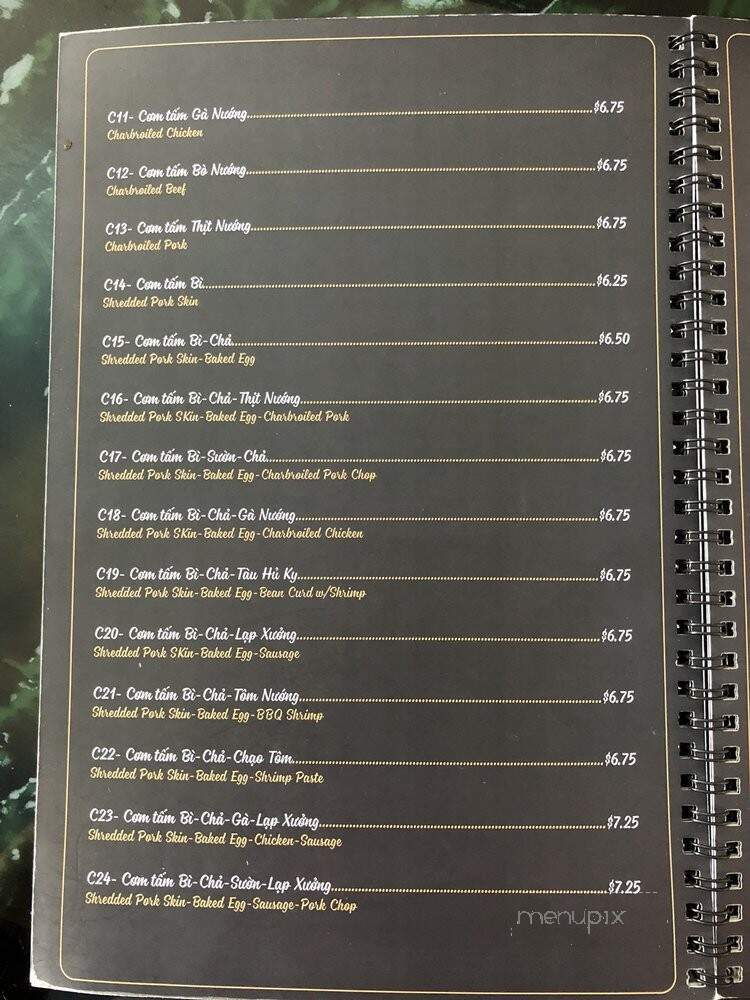 C11- Cơm tấm Gà Nướng $6.75
Charbroiled Chicken
C12- Cơm tấm Bò Nướng $6.75
Charbroiled Beef
C13- Cơm tấm Thịt Nướng $6.75
Charbroiled Pork
C14- Cơm tấm Bì $6.25
Shredded Pork Skin
C15- Cơm tấm Bì-Chả $6.50
Shredded Pork Skin-Baked Egg
C16- Cơm tấm Bì-Chả-Thịt Nướng $6.75
Shredded Pork SKin-Baked Egg-Charbroiled Pork
C17- Cơm tấm Bì-Sườn-Chả $6.75
Shredded Pork Skin-Baked Egg-Charbroiled Pork Chop
C18- Cơm tấm Bì-Chả-Gà Nướng $6.75
Shredded Pork SKin-Baked Egg-Charbroiled Chicken
C19- Cơm tấm Bì-Chả-Tàu Hủ Ky $6.75
Shredded Pork Skin-Baked Egg-Bean Curd w/Shrimp
C20- Cơm tấm Bì-Chả-Lạp Xưởng $6.75
Shredded Pork SKin-Baked Egg-Sausage
C21- Cơm tấm Bì-Chả-Tôm Nướng $6.75
Shredded Pork Skin-Baked Egg-BBQ Shrimp
C22- Cơm tấm Bì-Chả-Chạo Tôm $6.75
Shredded Pork Skin-Baked Egg-Shrimp Paste
C23- Cơm tấm Bì-Chả-Gà-Lạp Xưởng $7.25
Shredded Pork Skin-Baked Egg-Chicken-Sausage
C24- Cơm tấm Bì-Chả-Sườn-Lạp Xưởng $7.25
Shredded Pork Skin-Baked Egg-Sausage-Pork Chop
menupix